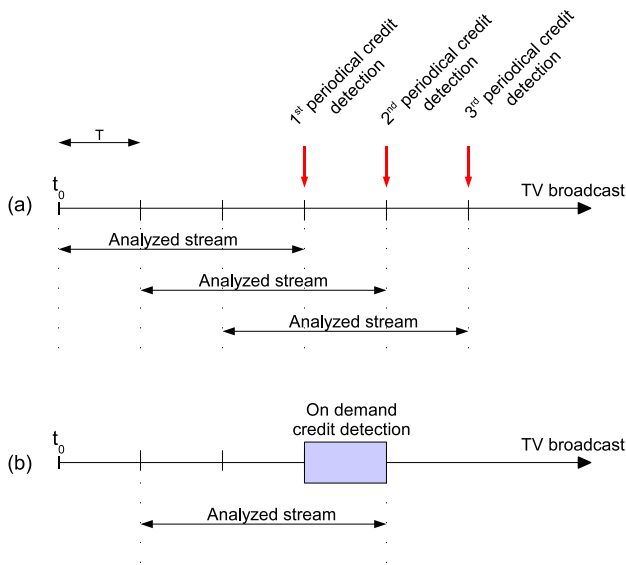 1st periodical credit
detection
2nd periodical credit
detection
3rd periodical credit
detection
T
t0
TV broadcast
(a)
Analyzed stream
Analyzed stream
Analyzed stream
On demand
credit detection
t0
TV broadcast
(b)
Analyzed stream